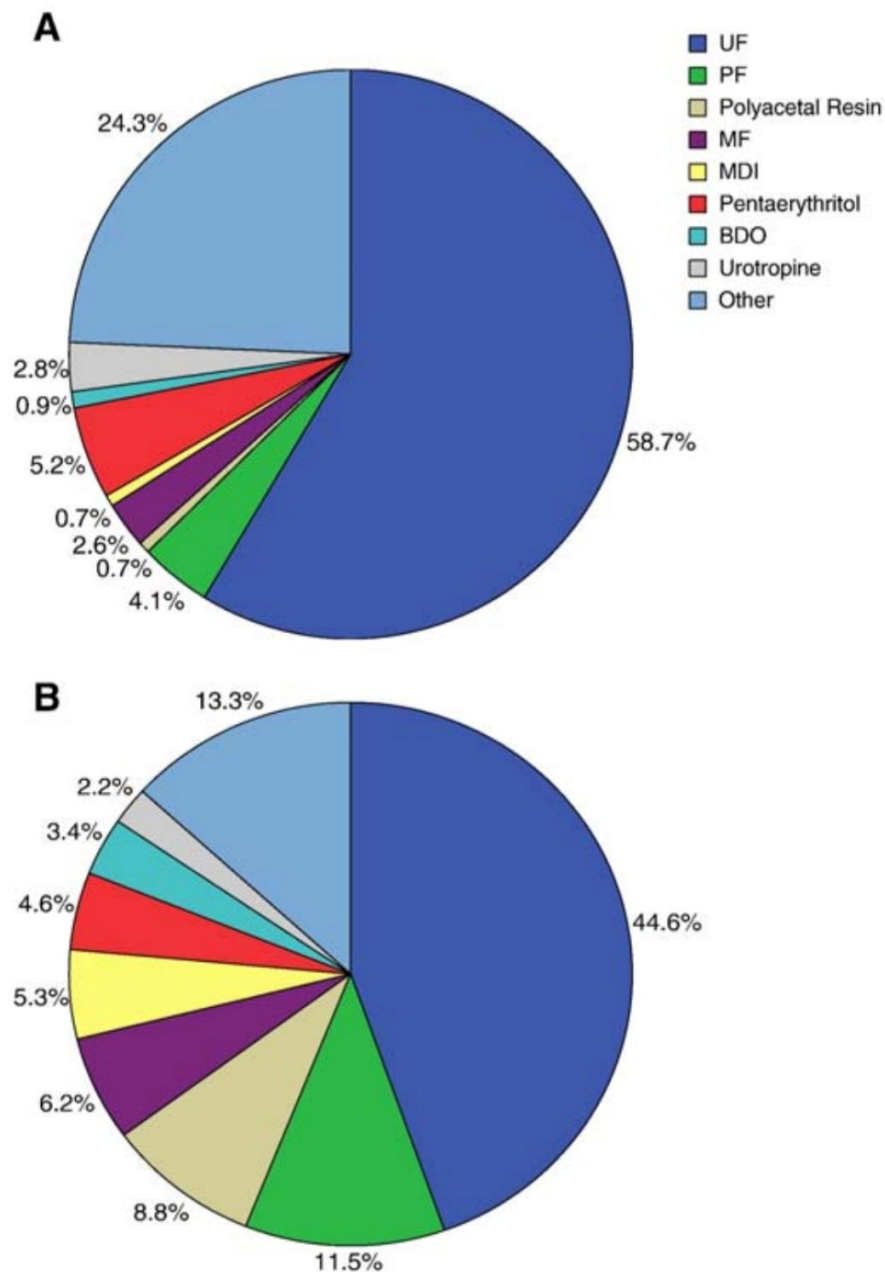 A
UF
PF
Polyacetal Resin
MF
MDI
Pentaerythritol
BDO
Urotropine
Other
24.3%
2.8%
0.9%
5.2%
0.7%
2.6%
0.7%
4.1%
58.7%
B
13.3%
2.2%
3.4%
4.6%
5.3%
6.2%
8.8%
11.5%
44.6%